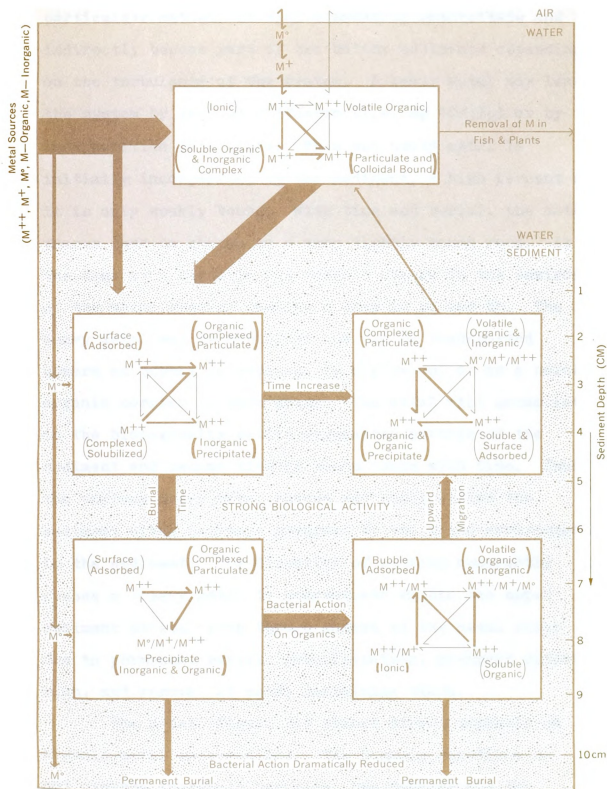 AIR
WATER
M°
M⁺
Metal Sources
(M⁺⁺, M⁺, M°, M—Organic, M—Inorganic)
(Ionic)
M⁺⁺
M⁺⁺
(Volatile Organic)
(Soluble Organic
& Inorganic
Complex)
M⁺⁺
M⁺⁺
(Particulate and
Colloidal Bound)
Removal of M in
Fish & Plants
WATER
SEDIMENT
1
2
3
4
5
6
7
8
9
10cm
Sediment Depth (CM)
(Surface
Adsorbed)
(Organic
Complexed
Particulate)
M⁺⁺
M⁺⁺
M°
M⁺⁺
M⁺⁺
(Complexed
Solubilized)
(Inorganic
Precipitate)
Time Increase
(Organic
Complexed
Particulate)
(Volatile
Organic &
Inorganic)
M⁺⁺
M°/M⁺/M⁺⁺
M⁺⁺
M⁺⁺
(Inorganic &
Organic
Precipitate)
(Soluble &
Surface
Adsorbed)
Burial
Time
STRONG BIOLOGICAL ACTIVITY
Upward
Migration
(Surface
Adsorbed)
(Organic
Complexed
Particulate)
M⁺⁺
M⁺⁺
M°
M°/M⁺/M⁺⁺
(Precipitate
Inorganic & Organic)
Bacterial Action
On Organics
(Bubble
Adsorbed)
(Volatile
Organic
& Inorganic)
M⁺⁺/M⁺
M⁺⁺/M⁺/M°
M⁺⁺/M⁺
M⁺⁺
(Ionic)
(Soluble
Organic)
Bacterial Action Dramatically Reduced
M°
Permanent Burial
Permanent Burial